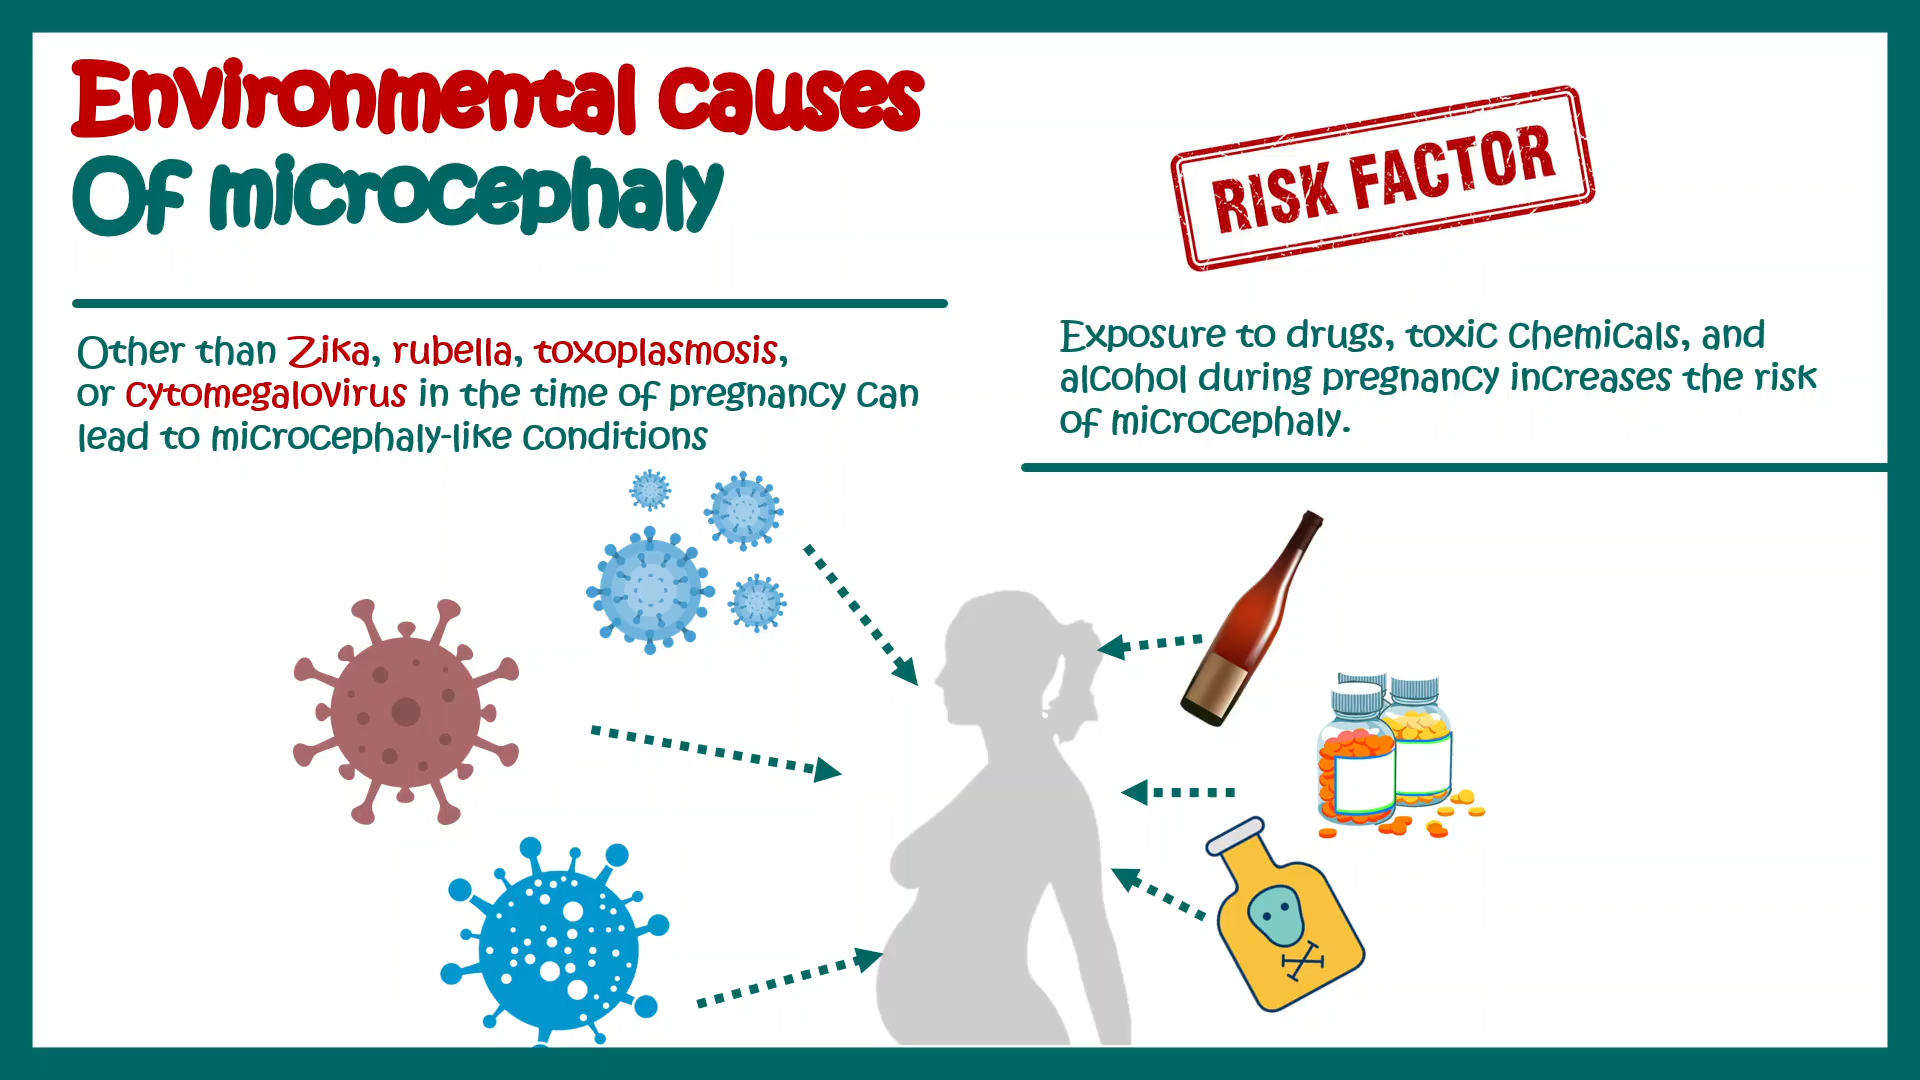 Environmental causes
Of microcephaly
Other than Zika, rubella, toxoplasmosis,
or cytomegalovirus in the time of pregnancy can
lead to microcephaly-like conditions
RISK FACTOR
Exposure to drugs, toxic chemicals, and
alcohol during pregnancy increases the risk
of microcephaly.